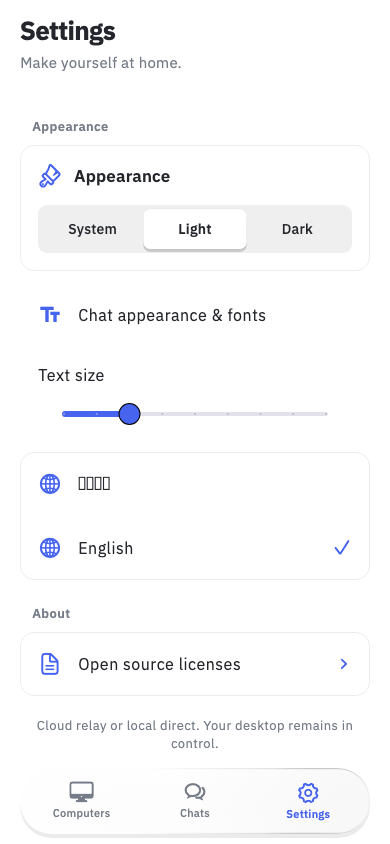 Settings
Make yourself at home.
Appearance
Appearance
System
Light
Dark
Chat appearance & fonts
Text size
English
About
Open source licenses
Cloud relay or local direct. Your desktop remains in
control.
Computers
Chats
Settings